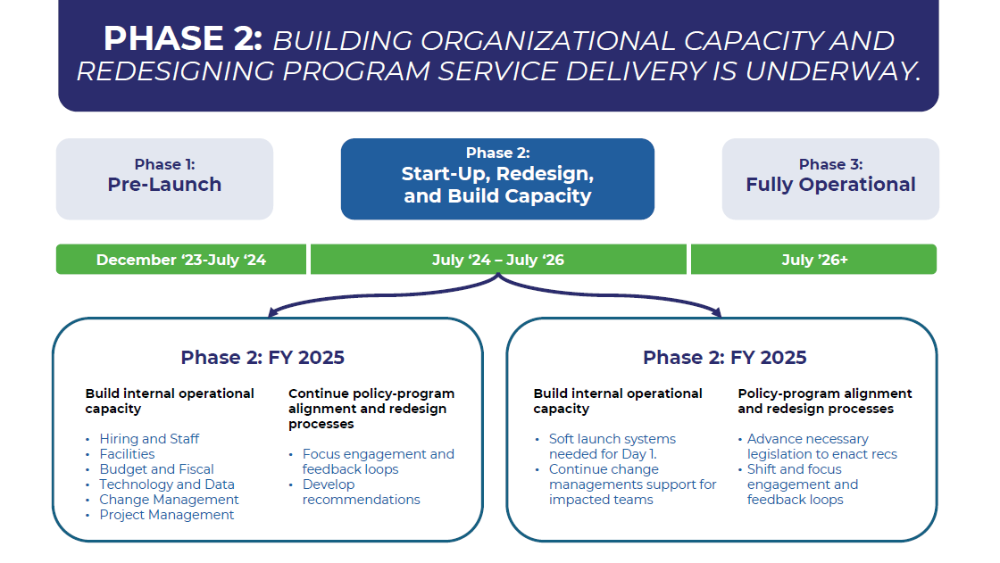 PHASE 2: BUILDING ORGANIZATIONAL CAPACITY AND
REDESIGNING PROGRAM SERVICE DELIVERY IS UNDERWAY.
Phase 1:
Pre-Launch
Phase 2:
Start-Up, Redesign,
and Build Capacity
Phase 3:
Fully Operational
December ‘23-July ‘24
July ‘24 – July ‘26
July ’26+
Phase 2: FY 2025
Build internal operational
capacity
• Hiring and Staff
• Facilities
• Budget and Fiscal
• Technology and Data
• Change Management
• Project Management
Continue policy-program
alignment and redesign
processes
• Focus engagement and
feedback loops
• Develop
recommendations
Phase 2: FY 2025
Build internal operational
capacity
• Soft launch systems
needed for Day 1.
• Continue change
managements support for
impacted teams
Policy-program alignment
and redesign processes
• Advance necessary
legislation to enact recs
• Shift and focus
engagement and
feedback loops